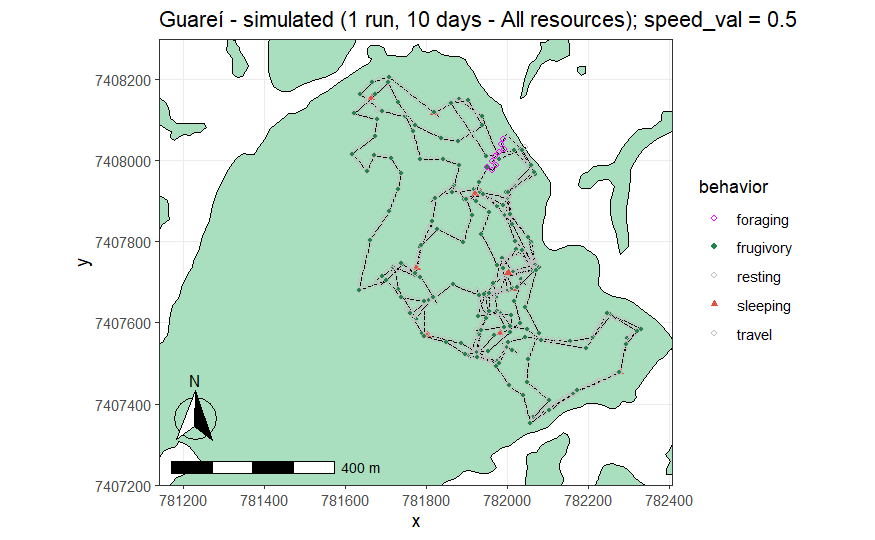 Guareí - simulated (1 run, 10 days - All resources); speed_val = 0.5
7408200
7408000
7407800
7407600
7407400
7407200
y
N
400 m
781200 781400 781600 781800 782000 782200 782400
x
behavior
foraging
frugivory
resting
sleeping
travel